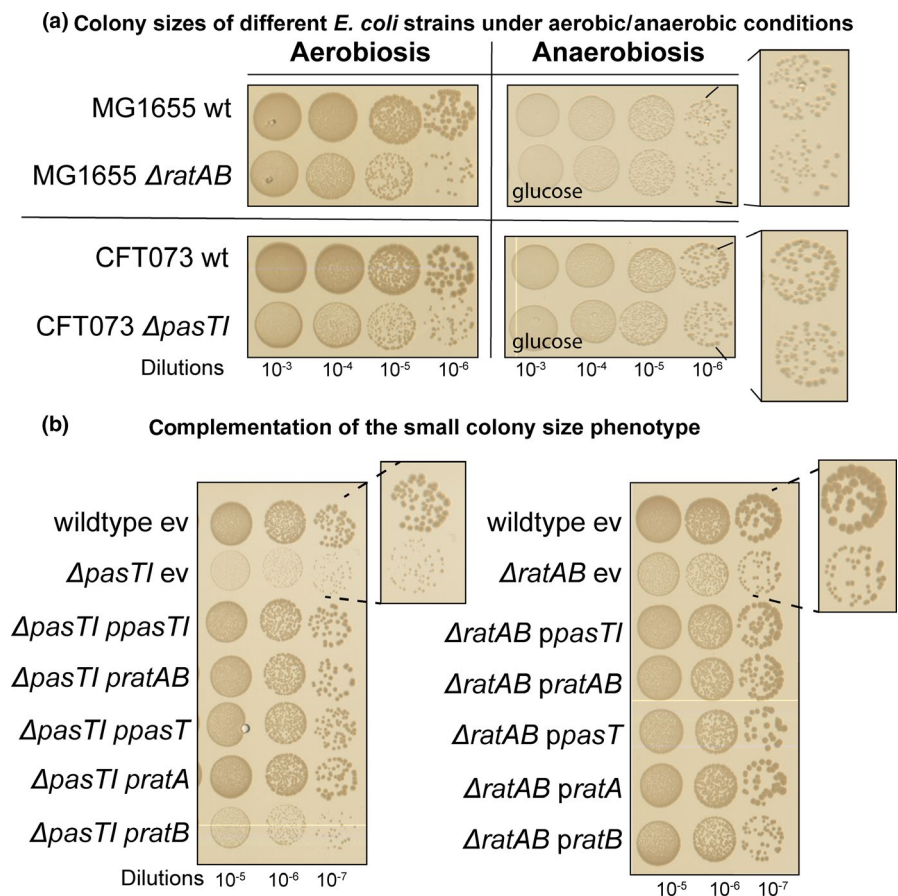 (a) Colony sizes of different E. coli strains under aerobic/anaerobic conditions
Aerobiosis
Anaerobiosis
MG1655 wt
MG1655 ΔratAB
glucose
CFT073 wt
CFT073 ΔpasTI
glucose
Dilutions
10⁻³ 10⁻⁴ 10⁻⁵ 10⁻⁶
10⁻³ 10⁻⁴ 10⁻⁵ 10⁻⁶
(b) Complementation of the small colony size phenotype
wildtype ev
ΔpasTI ev
ΔpasTI ppasTI
ΔpasTI pratAB
ΔpasTI ppasT
ΔpasTI pratA
ΔpasTI pratB
Dilutions 10⁻⁵ 10⁻⁶ 10⁻⁷
wildtype ev
ΔratAB ev
ΔratAB ppasTI
ΔratAB pratAB
ΔratAB ppasT
ΔratAB pratA
ΔratAB pratB
10⁻⁵ 10⁻⁶ 10⁻⁷